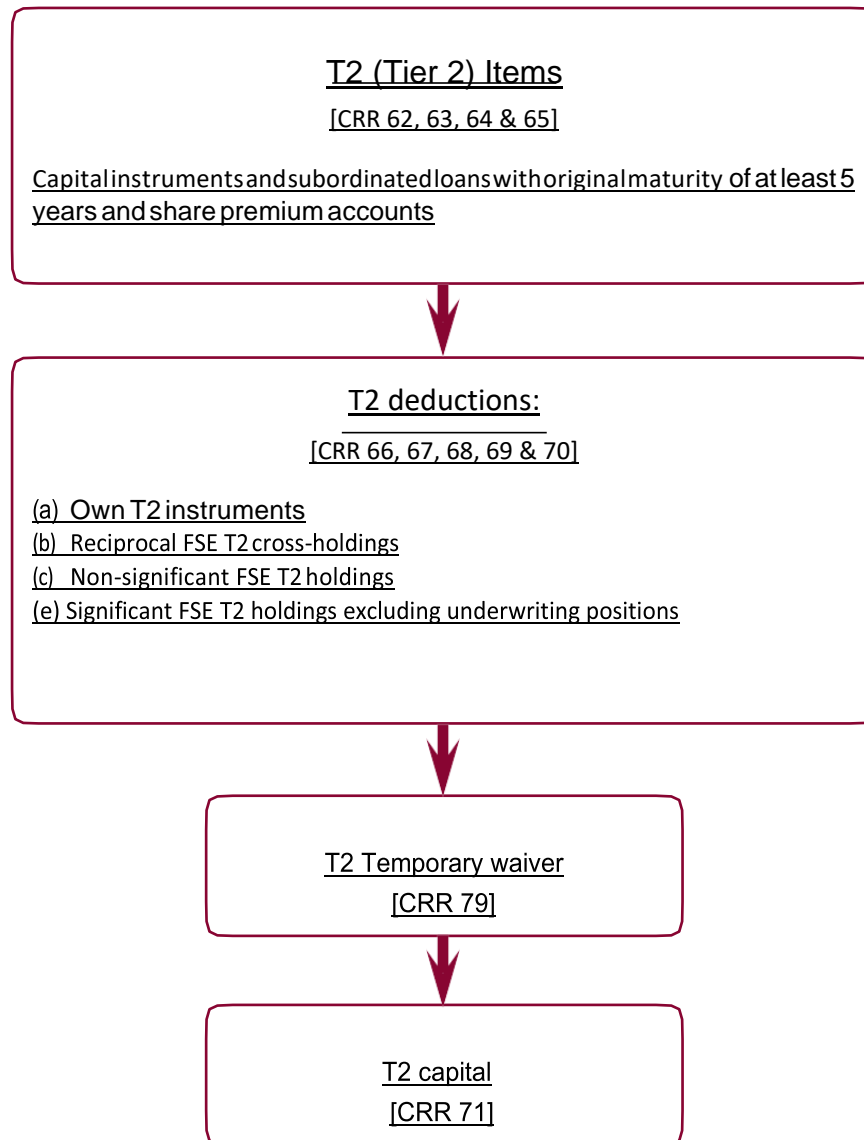 T2 (Tier 2) Items
[CRR 62, 63, 64 & 65]
Capital instruments and subordinated loans with original maturity of at least 5
years and share premium accounts
T2 deductions:
[CRR 66, 67, 68, 69 & 70]
(a) Own T2 instruments
(b) Reciprocal FSE T2 cross-holdings
(c) Non-significant FSE T2 holdings
(e) Significant FSE T2 holdings excluding underwriting positions
T2 Temporary waiver
[CRR 79]
T2 capital
[CRR 71]